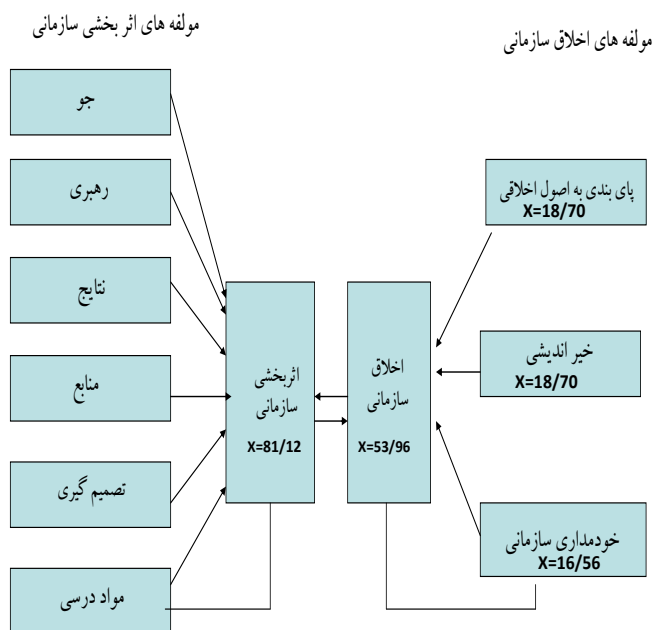 مولفه های اخلاق سازمانی
مولفه های اثر بخشی سازمانی
پای بندی به اصول اخلاقی
X=18/70
خیر اندیشی
X=18/70
خودمداری سازمانی
X=16/56
اخلاق
سازمانی
X=53/96
اثربخشی
سازمانی
X=81/12
جو
رهبری
نتایج
منابع
تصمیم گیری
مواد درسی